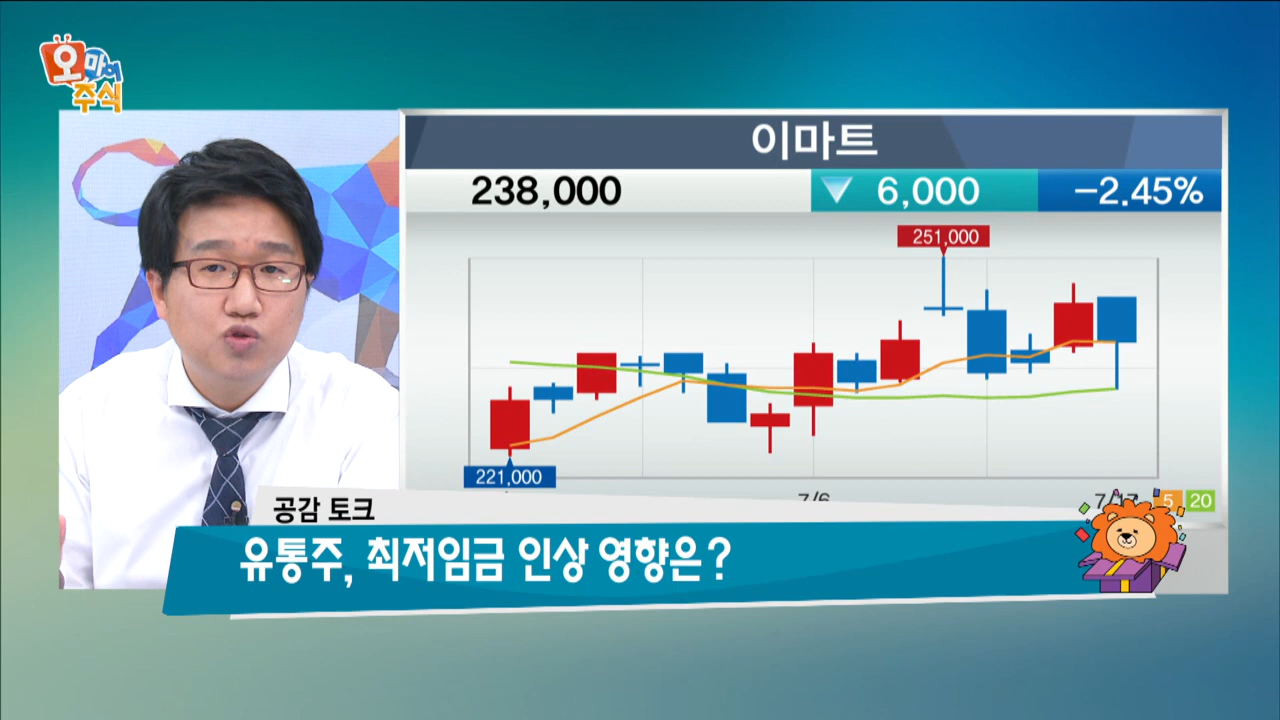 오, 마이
주식
이마트
238,000
6,000
-2.45%
251,000
221,000
7/6
7/17
5
20
공감 토크
유통주, 최저임금 인상 영향은?